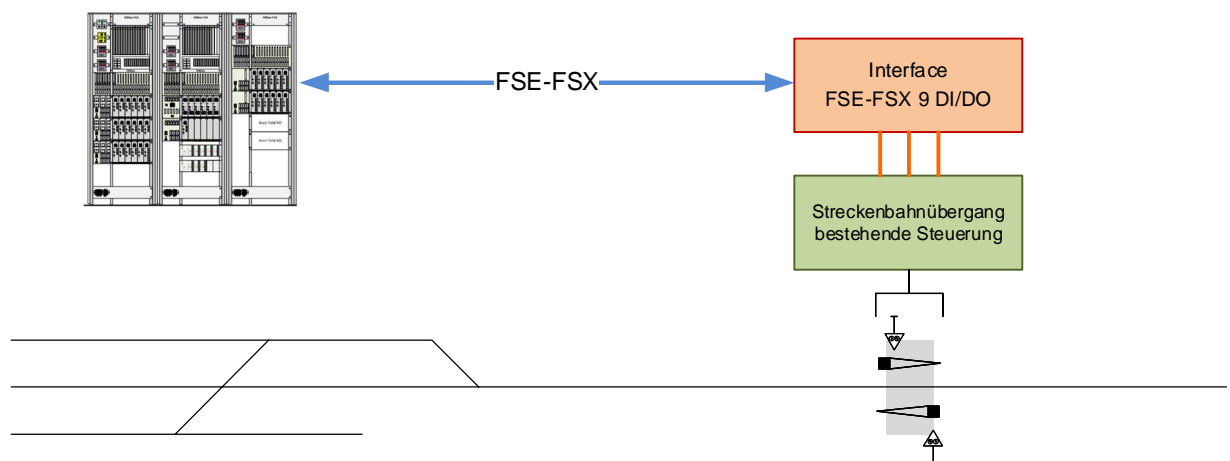 FSE-FSX
Interface
FSE-FSX 9 DI/DO
Streckenbahnübergang
bestehende Steuerung